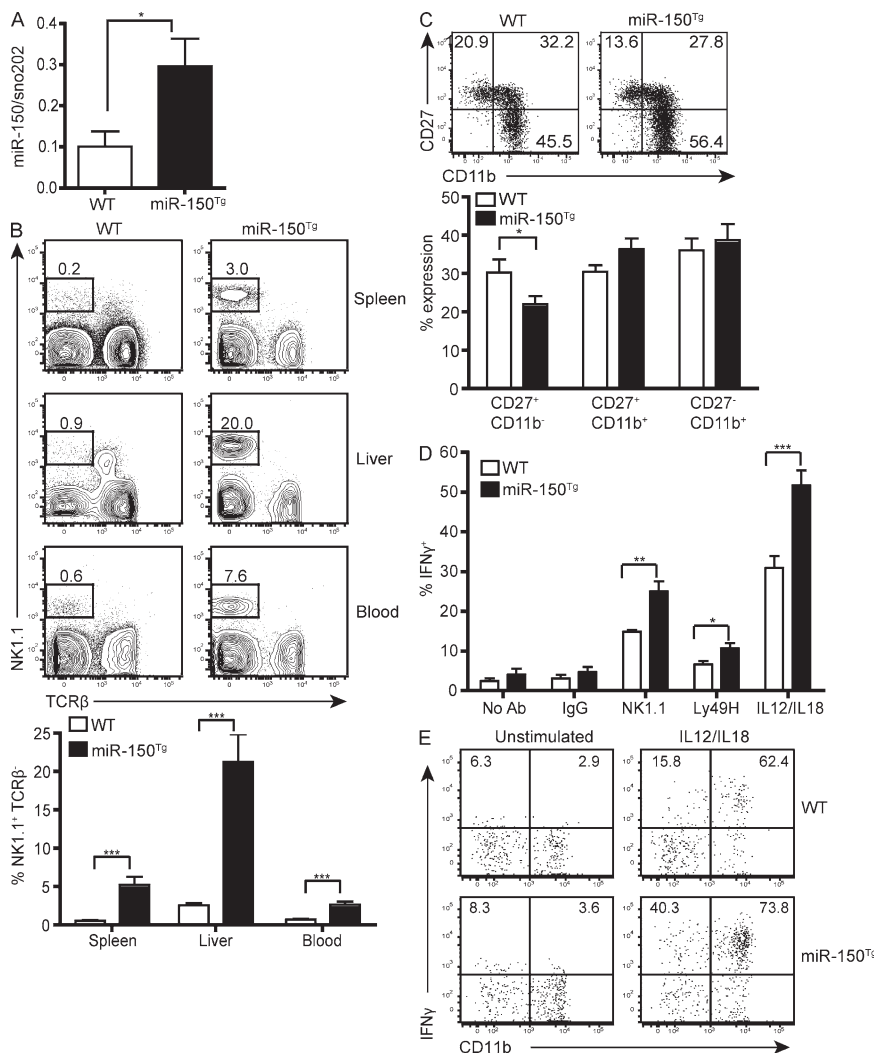 A
*
miR-150/sno202
0.4
0.3
0.2
0.1
0.0
WT
miR-150Tg
B
WT
miR-150Tg
0.2
3.0
Spleen
0.9
20.0
Liver
0.6
7.6
Blood
NK1.1
TCRβ
WT
miR-150Tg
% NK1.1+ TCRβ-
25
20
15
10
5
0
***
***
***
Spleen
Liver
Blood
C
WT
miR-150Tg
20.9
32.2
45.5
13.6
27.8
56.4
CD27
CD11b
WT
miR-150Tg
% expression
50
40
30
20
10
0
*
CD27+
CD11b-
CD27+
CD11b+
CD27-
CD11b+
D
WT
miR-150Tg
% IFNγ+
60
50
40
30
20
10
0
**
*
***
No Ab
IgG
NK1.1
Ly49H
IL12/IL18
E
Unstimulated
IL12/IL18
6.3
2.9
15.8
62.4
WT
8.3
3.6
40.3
73.8
miR-150Tg
IFNγ
CD11b